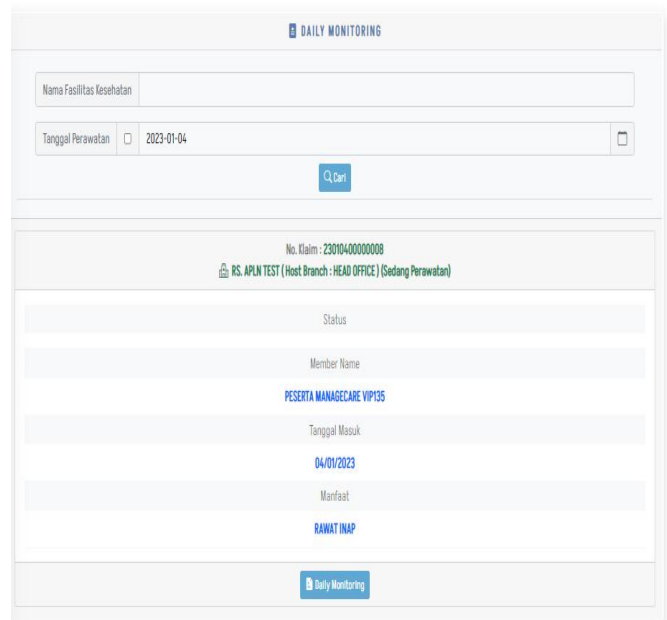 DAILY MONITORING
Nama Fasilitas Kesehatan
Tanggal Perawatan 2023-01-04
Cari
No. Klaim : 23010400000008
RS. APLN TEST ( Host Branch : HEAD OFFICE ) (Sedang Perawatan)
Status
Member Name
PESERTA MANAGECARE VIP135
Tanggal Masuk
04/01/2023
Manfaat
RAWAT INAP
Daily Monitoring